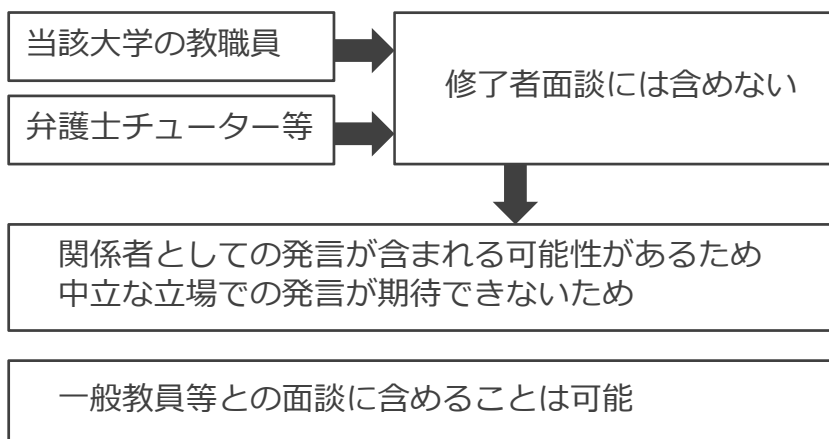 当該大学の教職員
修了者面談には含めない
弁護士チューター等
関係者としての発言が含まれる可能性があるため
中立な立場での発言が期待できないため
一般教員等との面談に含めることは可能